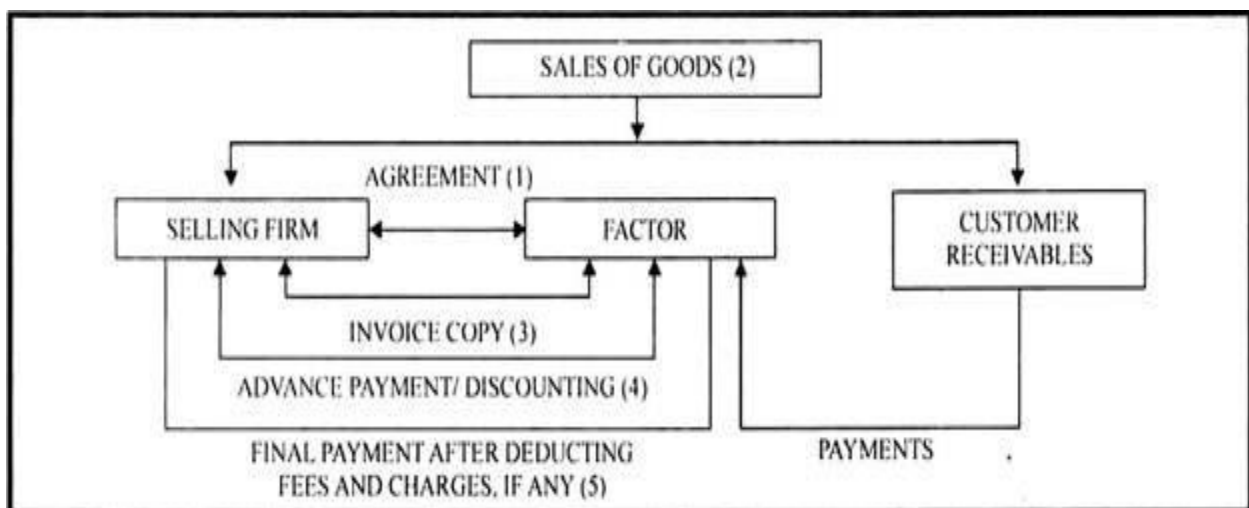 SALES OF GOODS (2)
AGREEMENT (1)
SELLING FIRM
FACTOR
CUSTOMER
RECEIVABLES
INVOICE COPY (3)
ADVANCE PAYMENT/ DISCOUNTING (4)
FINAL PAYMENT AFTER DEDUCTING
FEES AND CHARGES, IF ANY (5)
PAYMENTS